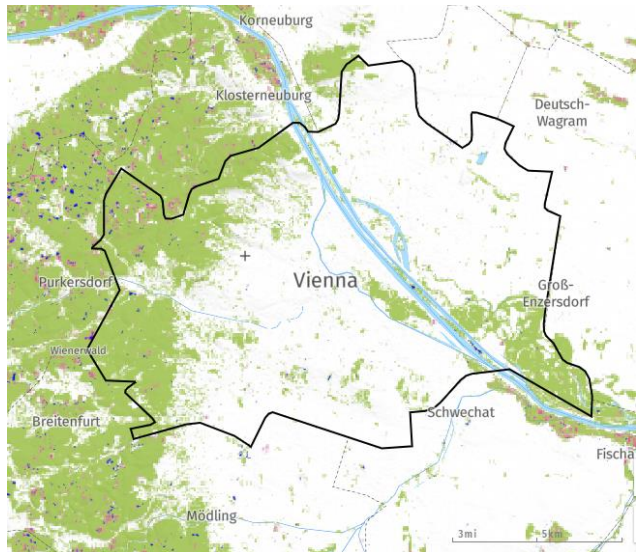 Korneuburg
Klosterneuburg
Deutsch-
Wagram
Vienna
Purkersdorf
Groß-
Enzersdorf
Wienerwald
Breitenfurt
Schwechat
Fischa
Mödling
3mi
5km